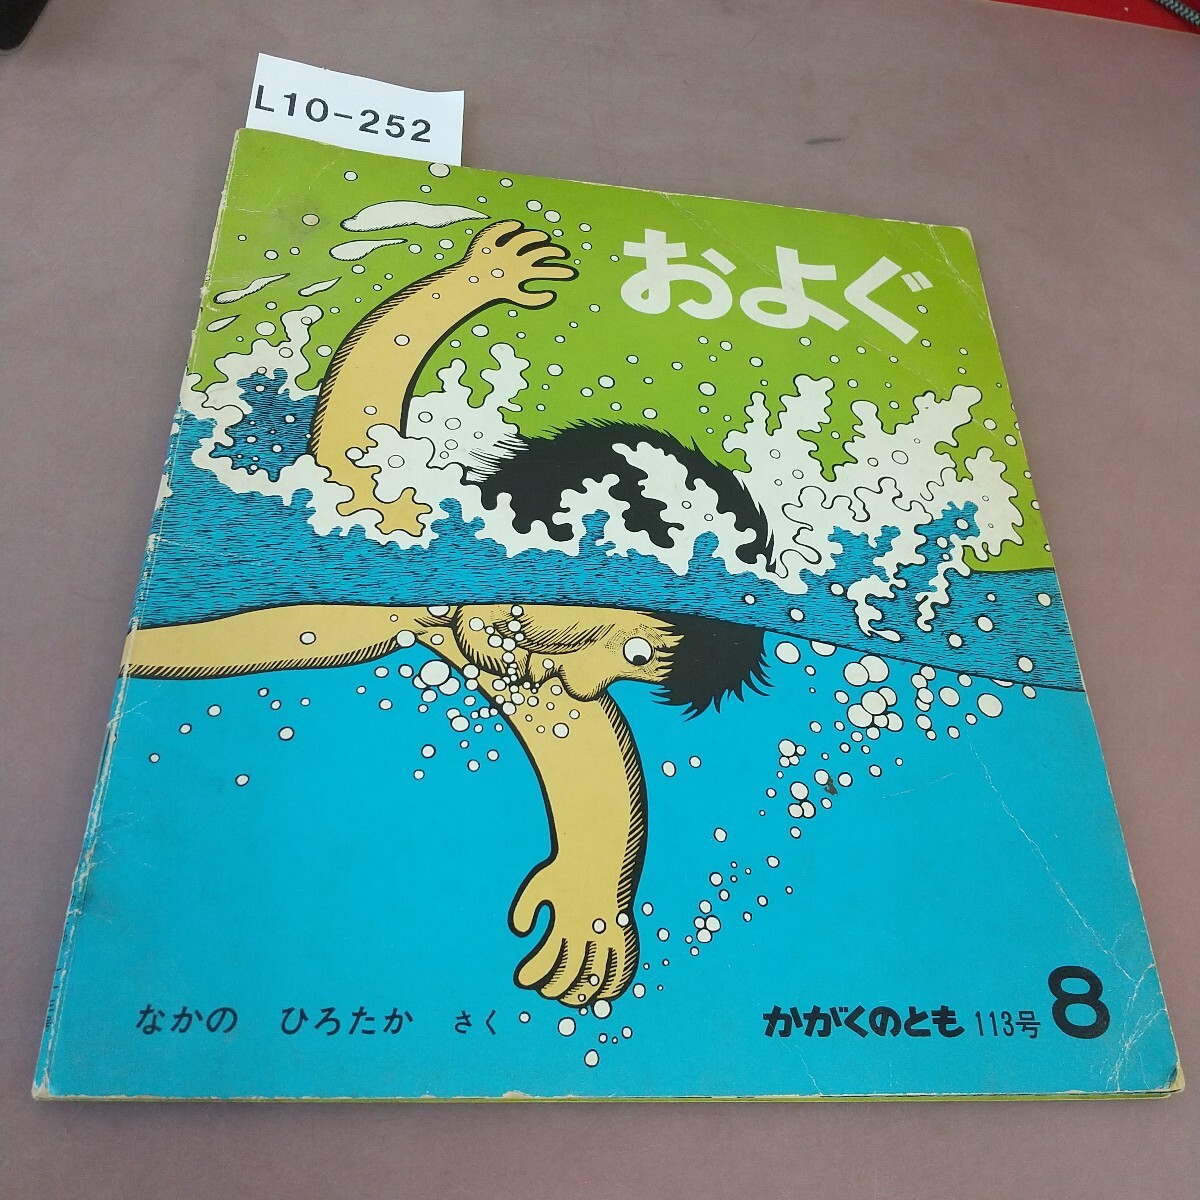 L10-252
およぐ
なかの ひろたか さく
かがくのとも 113号 8